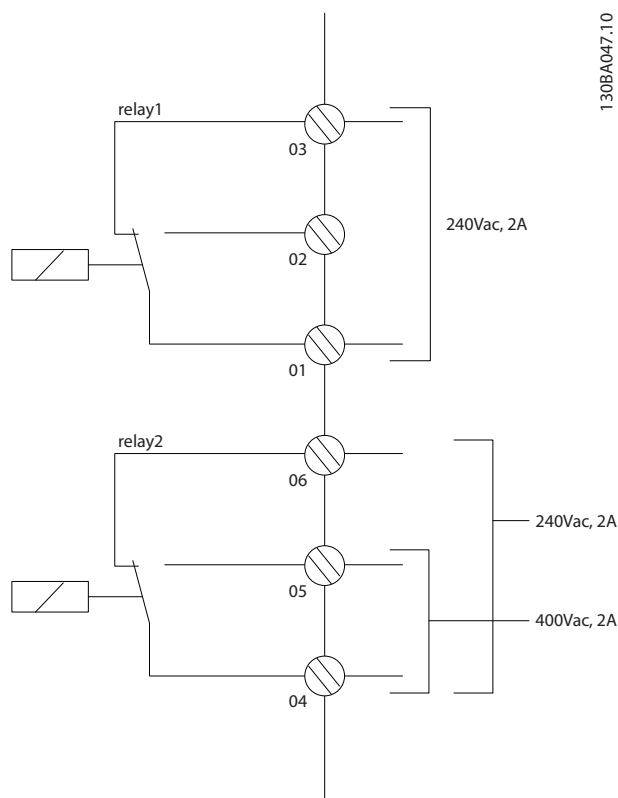 130BA047.10
relay1
03
240Vac, 2A
02
01
relay2
06
240Vac, 2A
05
400Vac, 2A
04